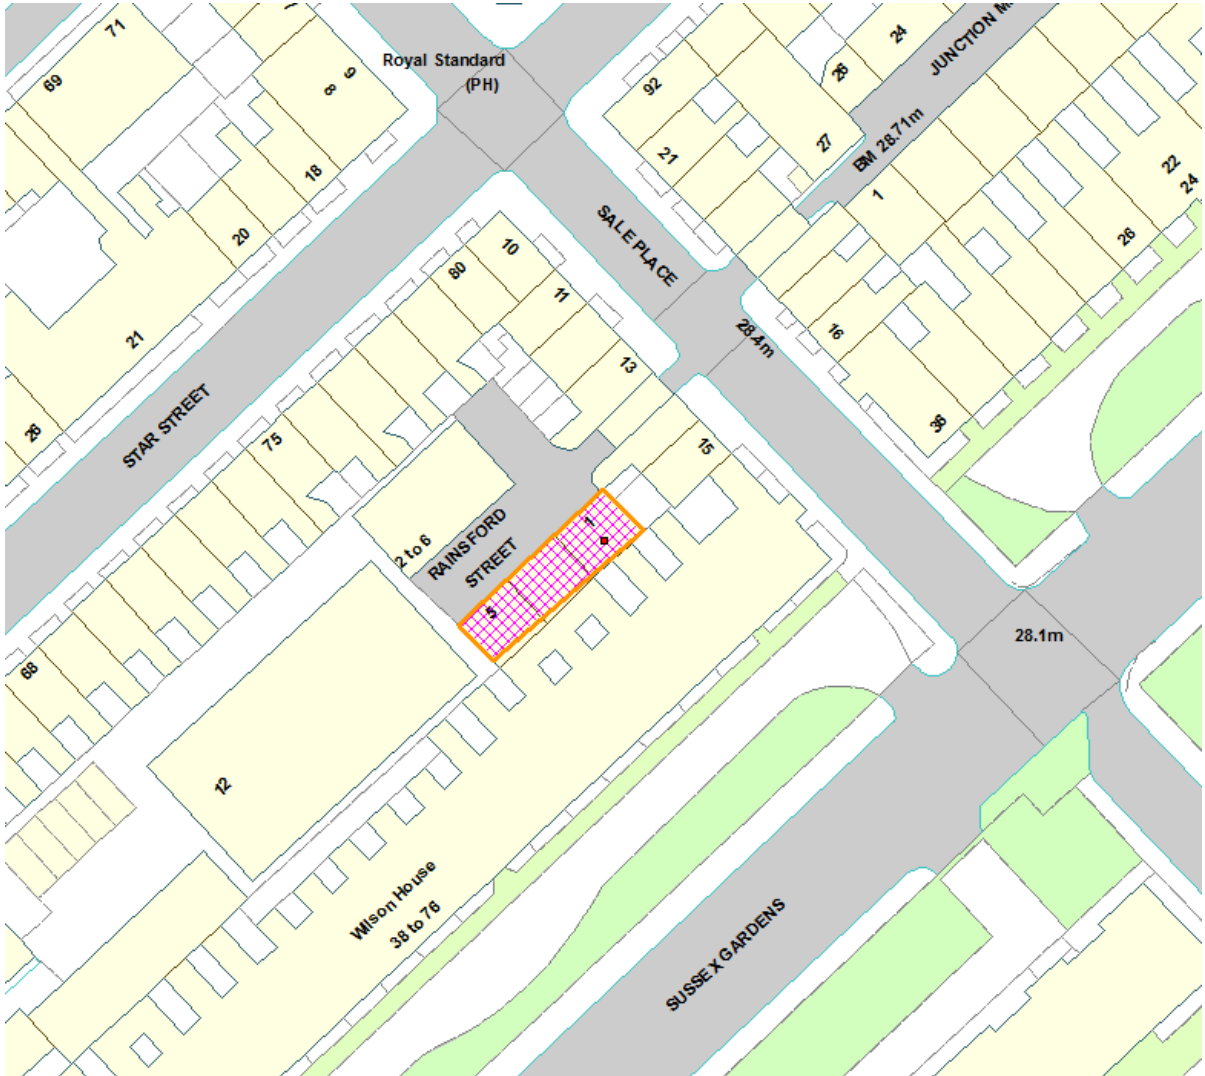 71
69
9
8
Royal Standard
(PH)
92
24
26
JUNCTION M
27
BM 28.71m
21
18
20
1
22
24
26
SALE PLACE
10
80
11
21
28.4m
16
13
STAR STREET
26
75
15
36
1
2 to 6
RAINSFORD
STREET
5
28.1m
68
12
Wilson House
38 to 76
SUSSEX GARDENS